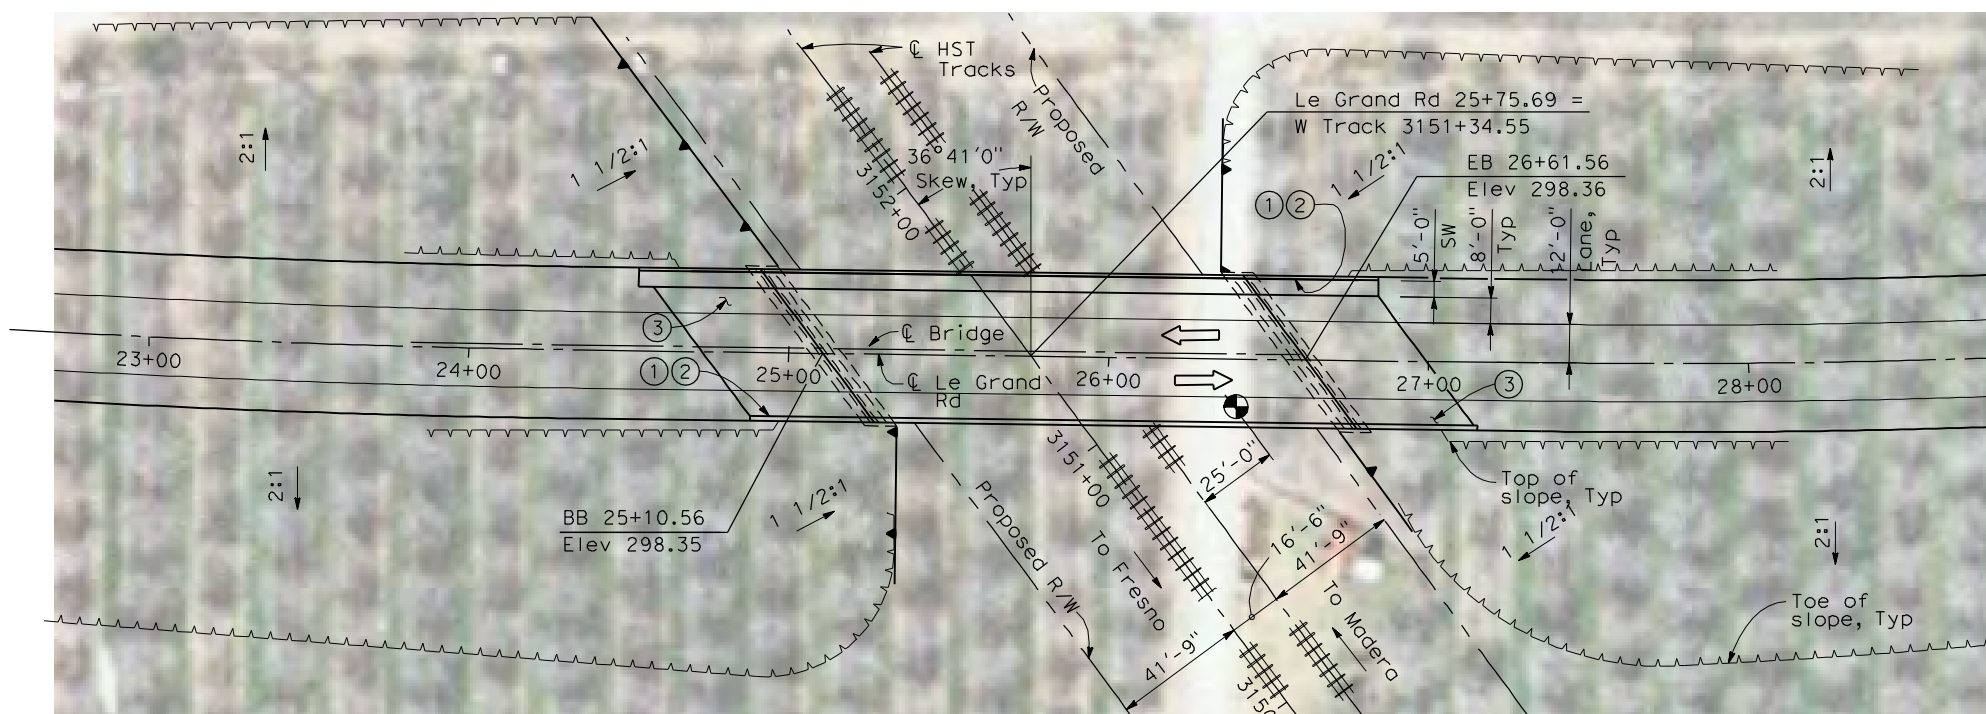 ℄ HST
Tracks
Proposed
R/W
Le Grand Rd 25+75.69 =
W Track 3151+34.55
2:1
1 1/2:1
36°41'0"
Skew, Typ
3152+00
1 1/2:1
EB 26+61.56
Elev 298.36
2:1
1 2
5'-0"
SW
8'-0"
Typ
12'-0"
Lane,
Typ
3
℄ Bridge
23+00
24+00
25+00
26+00
27+00
28+00
1 2
℄ Le Grand
Rd
3
3151+00
25'-0"
2:1
1 1/2:1
BB 25+10.56
Elev 298.35
Proposed R/W
To Fresno
16'-6"
41'-9"
Top of
slope, Typ
1 1/2:1
2:1
To Madera
41'-9"
Toe of
slope, Typ
3150